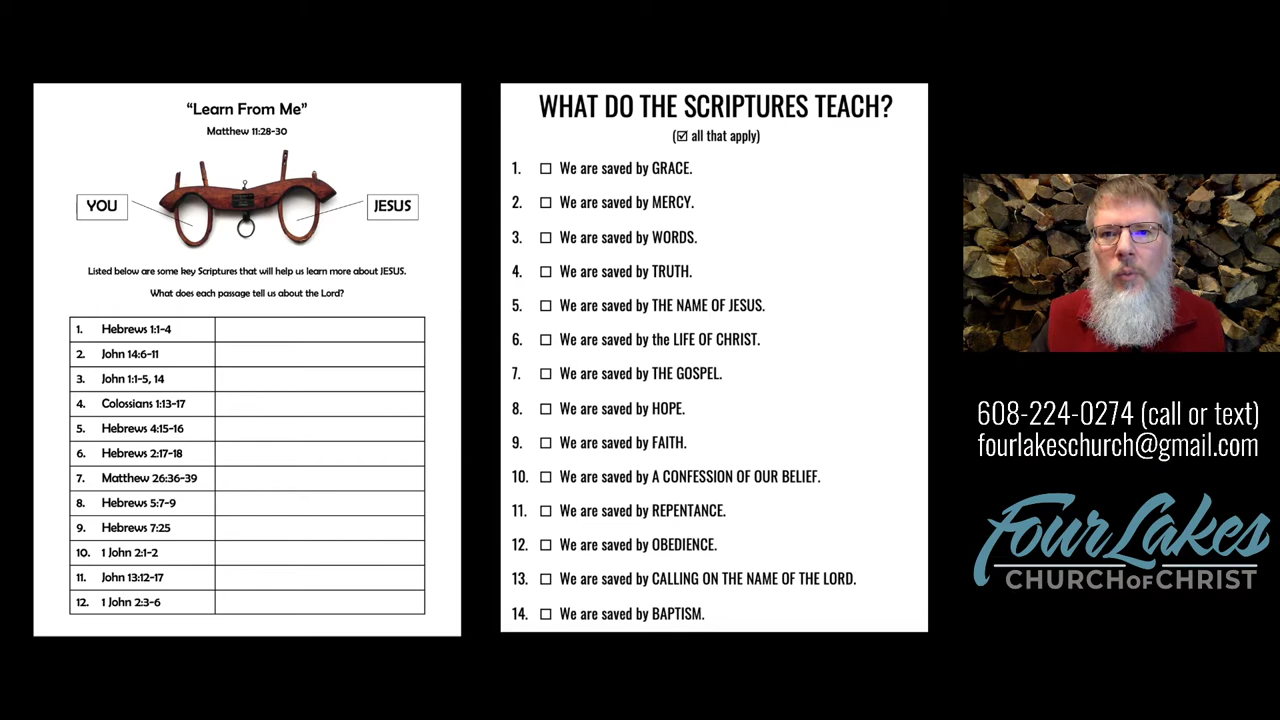 “Learn From Me”
Matthew 11:28-30
YOU
JESUS
Listed below are some key Scriptures that will help us learn more about JESUS.
What does each passage tell us about the Lord?
1. Hebrews 1:1-4
2. John 14:6-11
3. John 1:1-5, 14
4. Colossians 1:13-17
5. Hebrews 4:15-16
6. Hebrews 2:17-18
7. Matthew 26:36-39
8. Hebrews 5:7-9
9. Hebrews 7:25
10. 1 John 2:1-2
11. John 13:12-17
12. 1 John 2:3-6
WHAT DO THE SCRIPTURES TEACH?
(☑ all that apply)
1. ☐ We are saved by GRACE.
2. ☐ We are saved by MERCY.
3. ☐ We are saved by WORDS.
4. ☐ We are saved by TRUTH.
5. ☐ We are saved by THE NAME OF JESUS.
6. ☐ We are saved by the LIFE OF CHRIST.
7. ☐ We are saved by THE GOSPEL.
8. ☐ We are saved by HOPE.
9. ☐ We are saved by FAITH.
10. ☐ We are saved by A CONFESSION OF OUR BELIEF.
11. ☐ We are saved by REPENTANCE.
12. ☐ We are saved by OBEDIENCE.
13. ☐ We are saved by CALLING ON THE NAME OF THE LORD.
14. ☐ We are saved by BAPTISM.
608-224-0274 (call or text)
fourlakeschurch@gmail.com
Four Lakes
CHURCH OF CHRIST